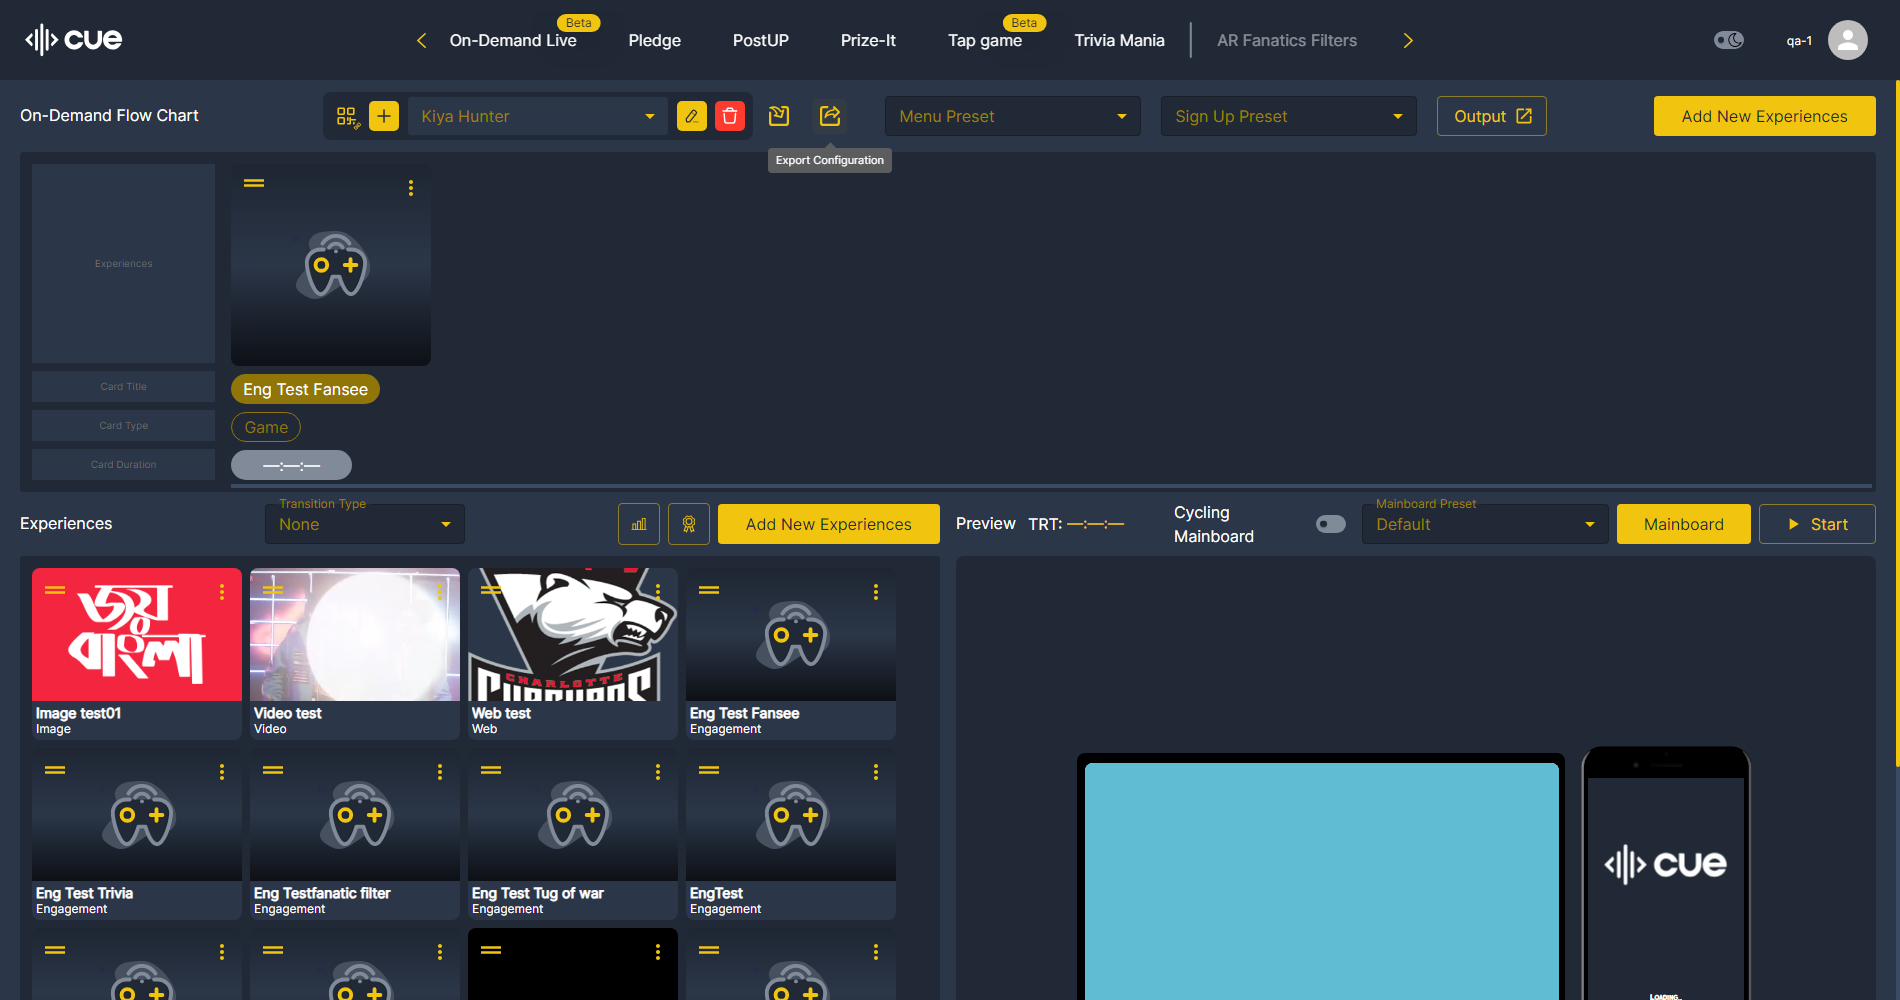 cue
On-Demand Live
Beta
Pledge
PostUP
Prize-It
Tap game
Beta
Trivia Mania
AR Fanatics Filters
qa-1
On-Demand Flow Chart
Kiya Hunter
Menu Preset
Sign Up Preset
Output
Add New Experiences
Export Configuration
Experiences
Card Title
Eng Test Fansee
Card Type
Game
Card Duration
—:—:—
Experiences
Transition Type
None
Add New Experiences
Preview
TRT: —:—:—
Cycling
Mainboard
Mainboard Preset
Default
Mainboard
Start
জয়
বাংলা
CHARLOTTE
Image test01
Image
Video test
Video
Web test
Web
Eng Test Fansee
Engagement
Eng Test Trivia
Engagement
Eng Testfanatic filter
Engagement
Eng Test Tug of war
Engagement
EngTest
Engagement
cue
LOADING...